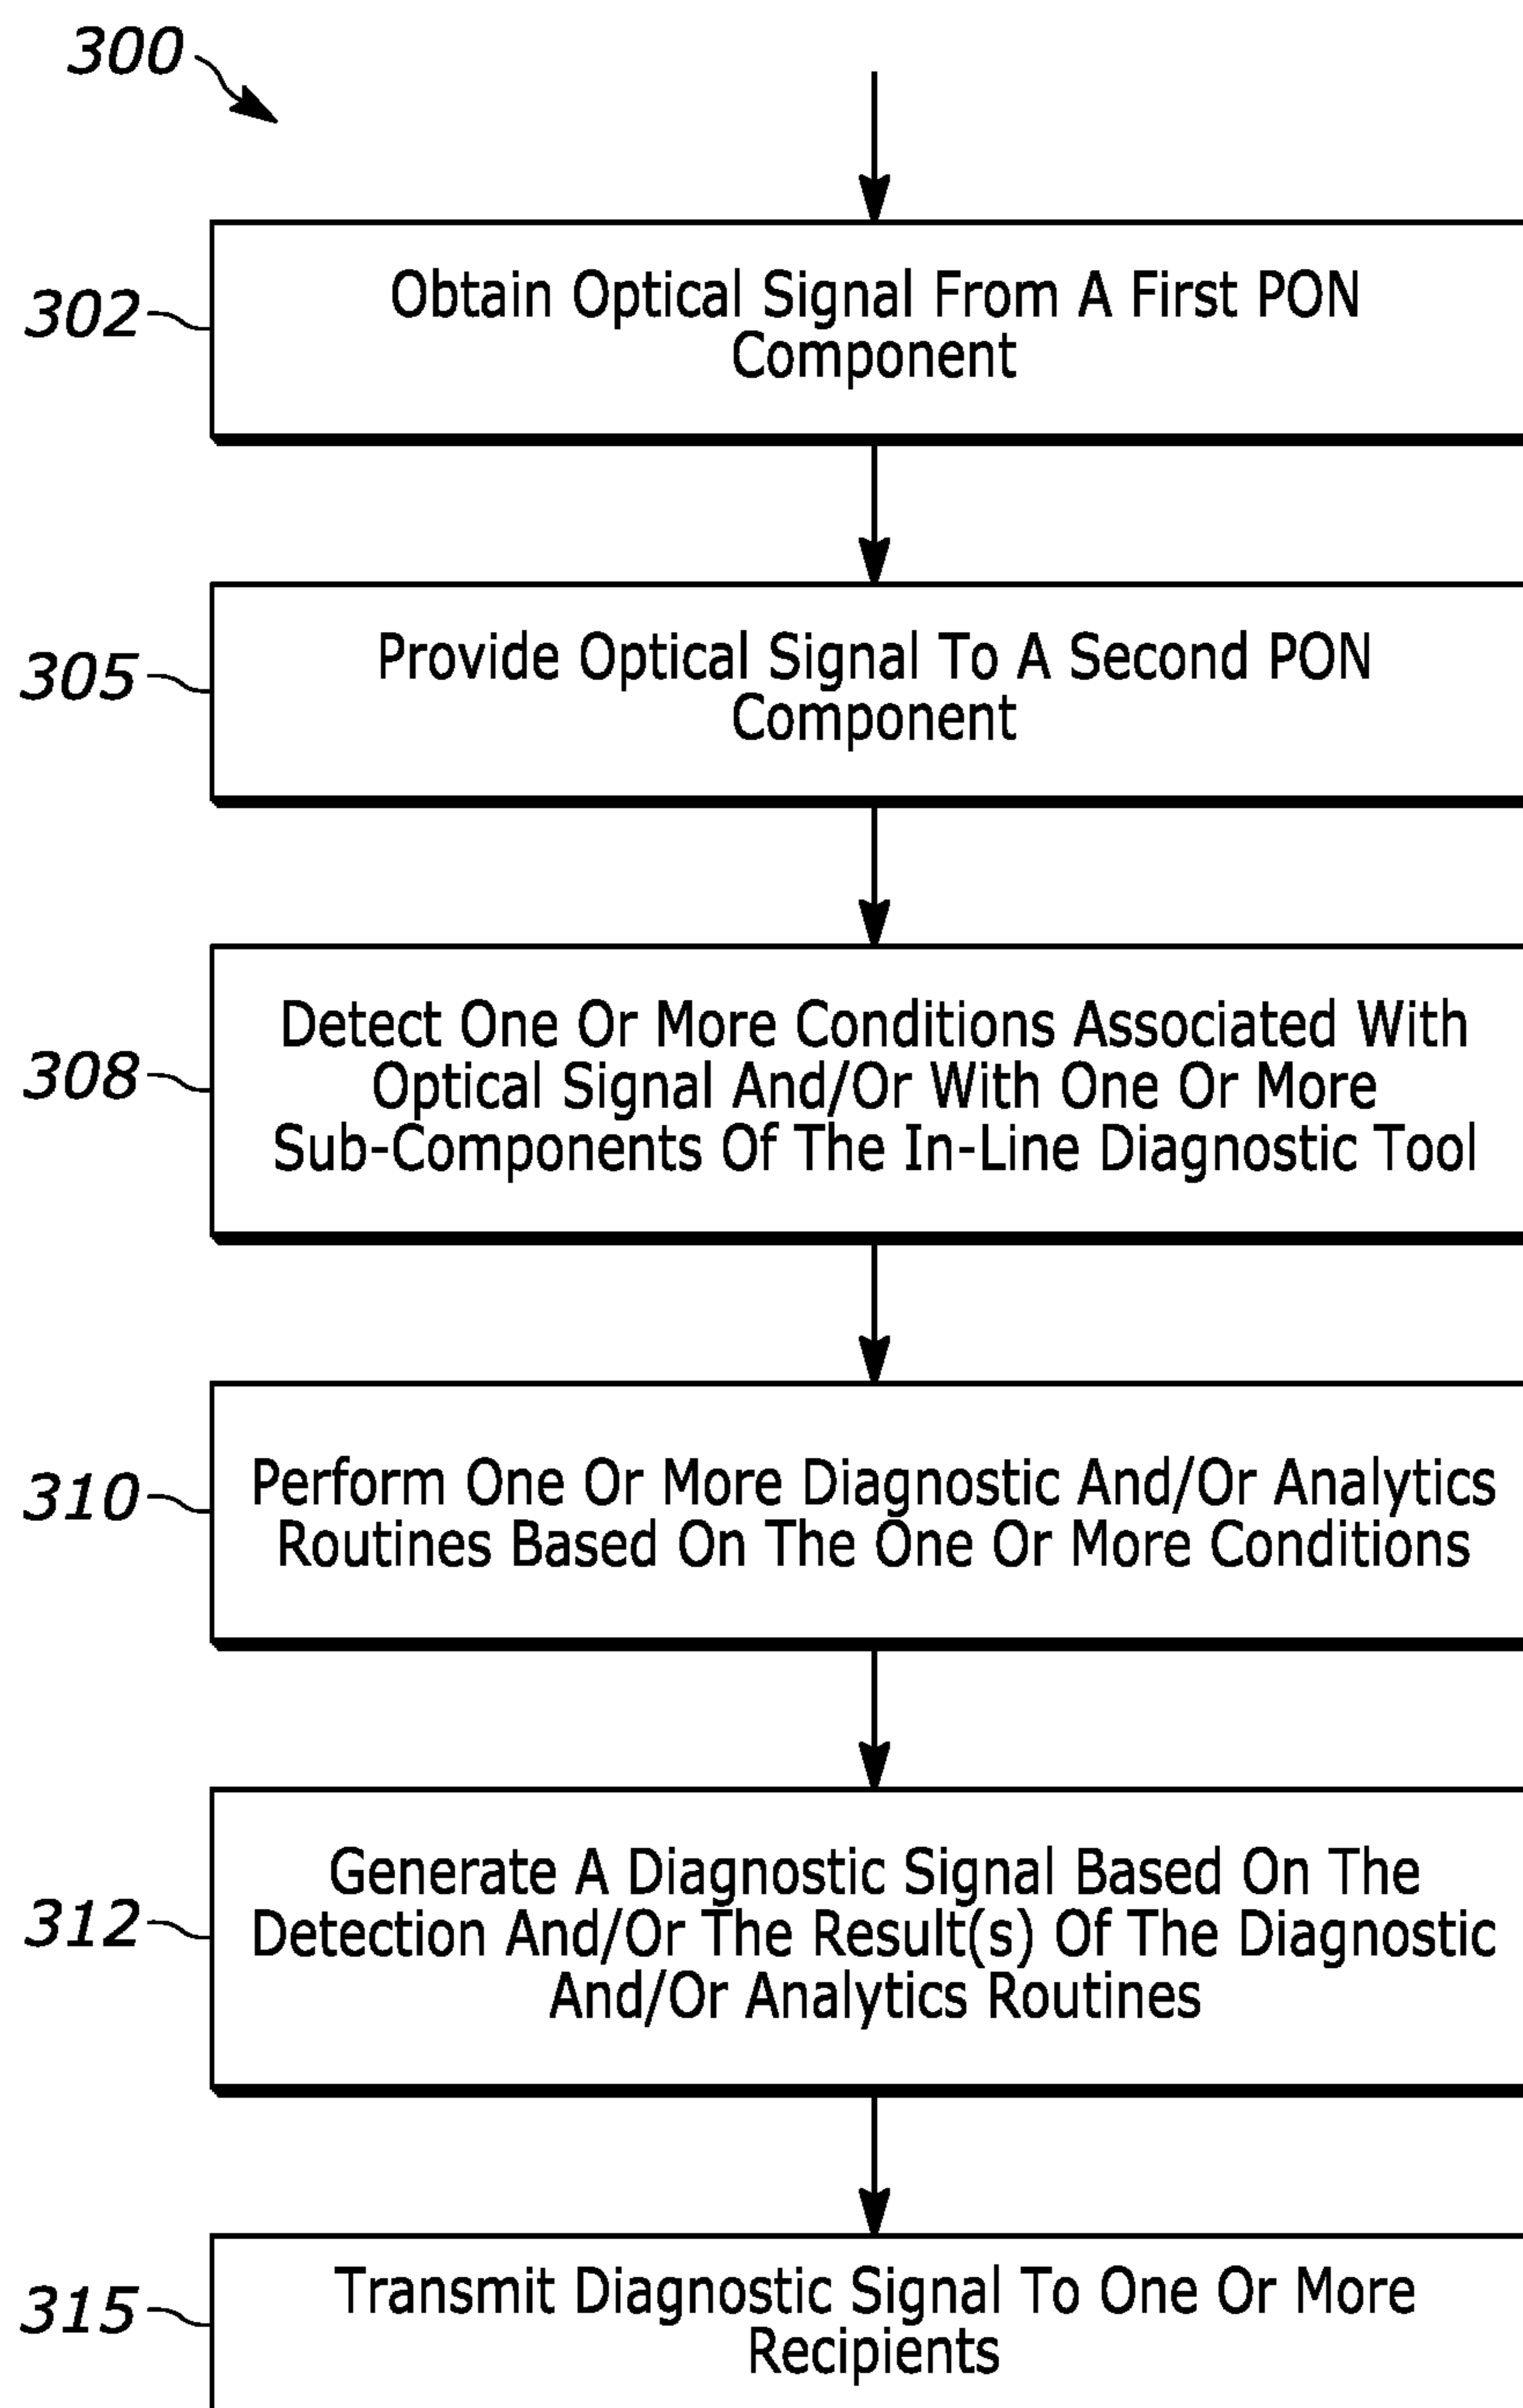 300
302
Obtain Optical Signal From A First PON
Component
305
Provide Optical Signal To A Second PON
Component
308
Detect One Or More Conditions Associated With
Optical Signal And/Or With One Or More
Sub-Components Of The In-Line Diagnostic Tool
310
Perform One Or More Diagnostic And/Or Analytics
Routines Based On The One Or More Conditions
312
Generate A Diagnostic Signal Based On The
Detection And/Or The Result(s) Of The Diagnostic
And/Or Analytics Routines
315
Transmit Diagnostic Signal To One Or More
Recipients